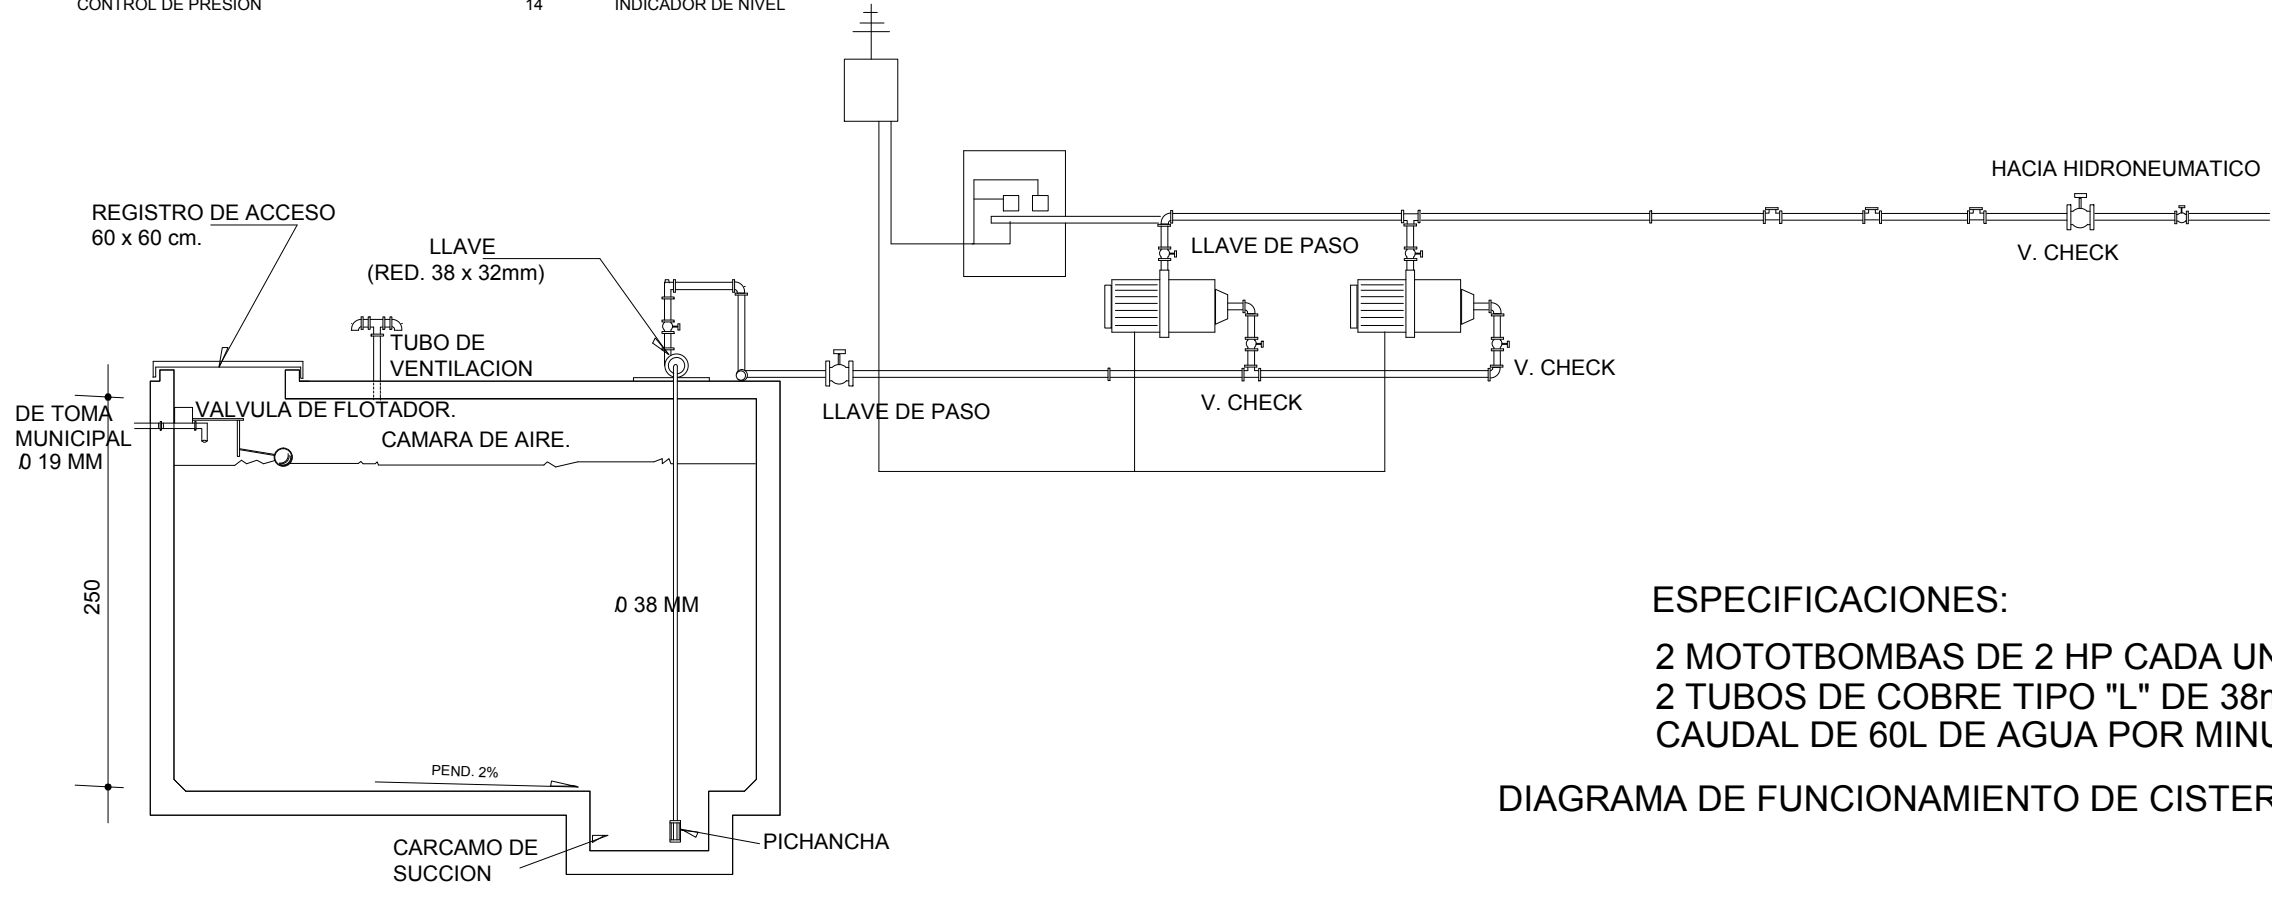 CONTROL DE PRESION 14 INDICADOR DE NIVEL
HACIA HIDRONEUMATICO
REGISTRO DE ACCESO
60 x 60 cm.
LLAVE
(RED. 38 x 32mm)
LLAVE DE PASO
V. CHECK
TUBO DE
VENTILACION
V. CHECK
V. CHECK
LLAVE DE PASO
DE TOMA
MUNICIPAL
Ø 19 MM
VALVULA DE FLOTADOR.
CAMARA DE AIRE.
250
Ø 38 MM
ESPECIFICACIONES:
2 MOTOTBOMBAS DE 2 HP CADA UN
2 TUBOS DE COBRE TIPO "L" DE 38
CAUDAL DE 60L DE AGUA POR MINU
DIAGRAMA DE FUNCIONAMIENTO DE CISTER
PEND. 2%
CARCAMO DE
SUCCION
PICHANCHA